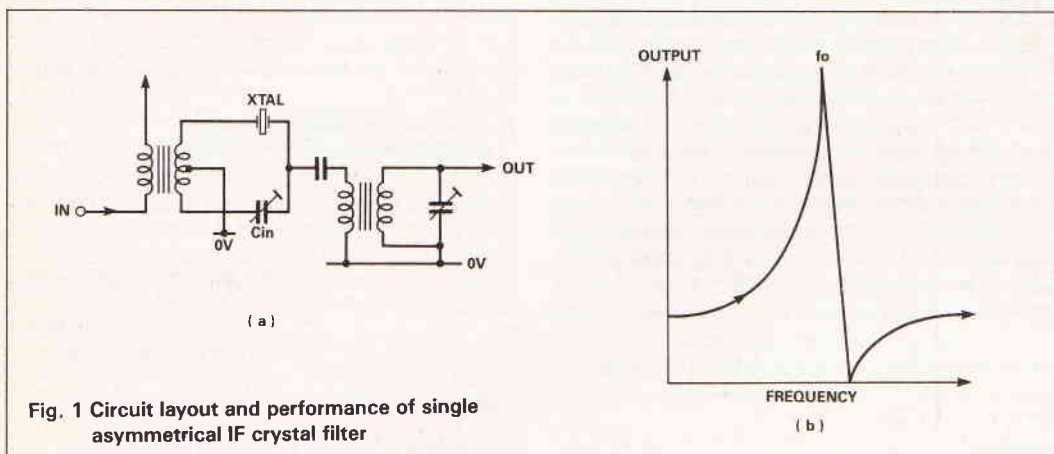 XTAL
IN
0V
Cin
OUT
0V
( a )
OUTPUT
fo
FREQUENCY
( b )
Fig. 1 Circuit layout and performance of single
asymmetrical IF crystal filter